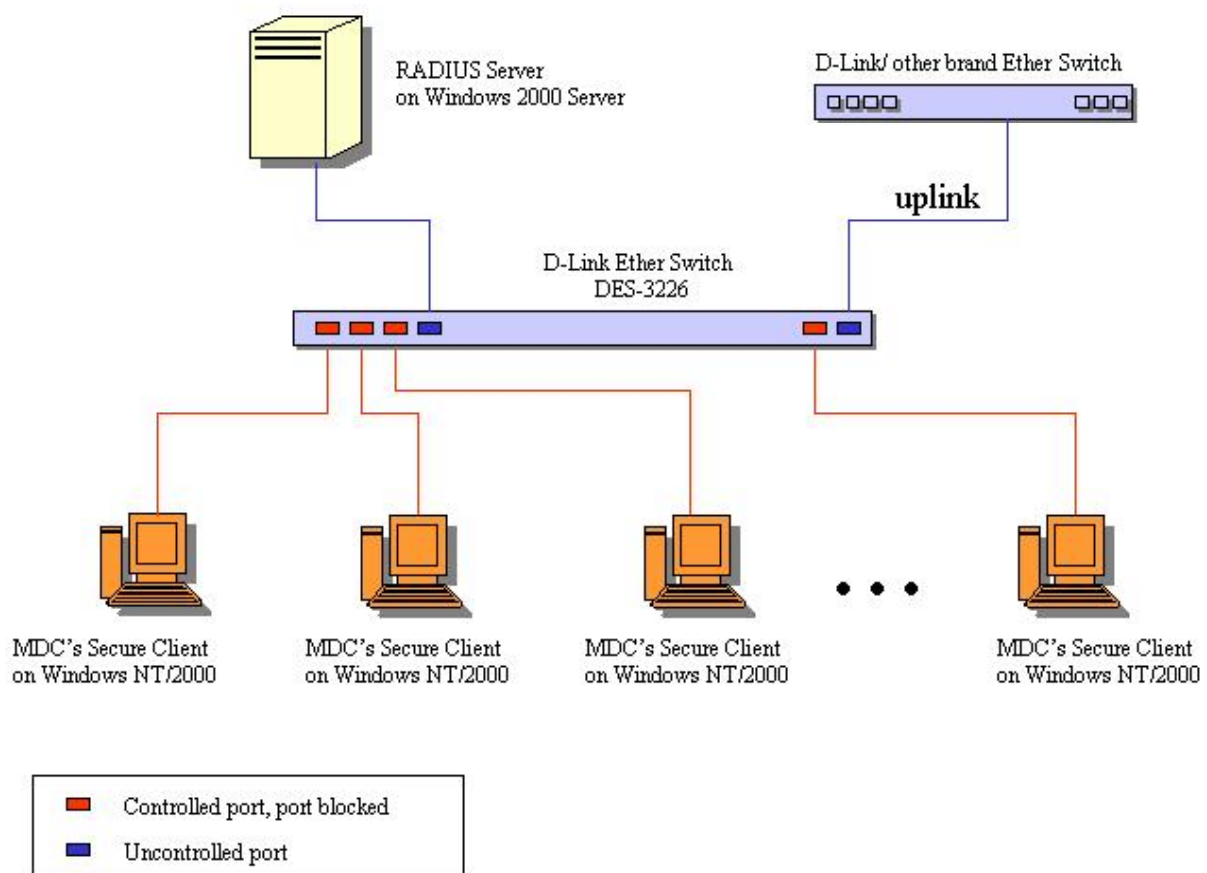 RADIUS Server
on Windows 2000 Server
D-Link/ other brand Ether Switch
uplink
D-Link Ether Switch
DES-3226
MDC's Secure Client
on Windows NT/2000
MDC's Secure Client
on Windows NT/2000
MDC's Secure Client
on Windows NT/2000
MDC's Secure Client
on Windows NT/2000
Controlled port, port blocked
Uncontrolled port